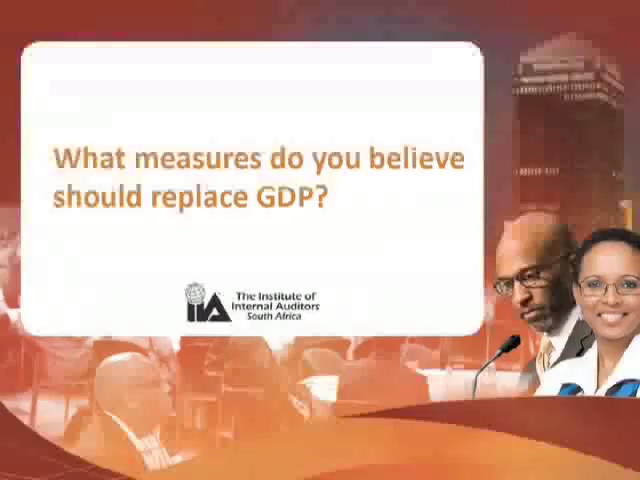 What measures do you believe
should replace GDP?
IIA
The Institute of
Internal Auditors
South Africa